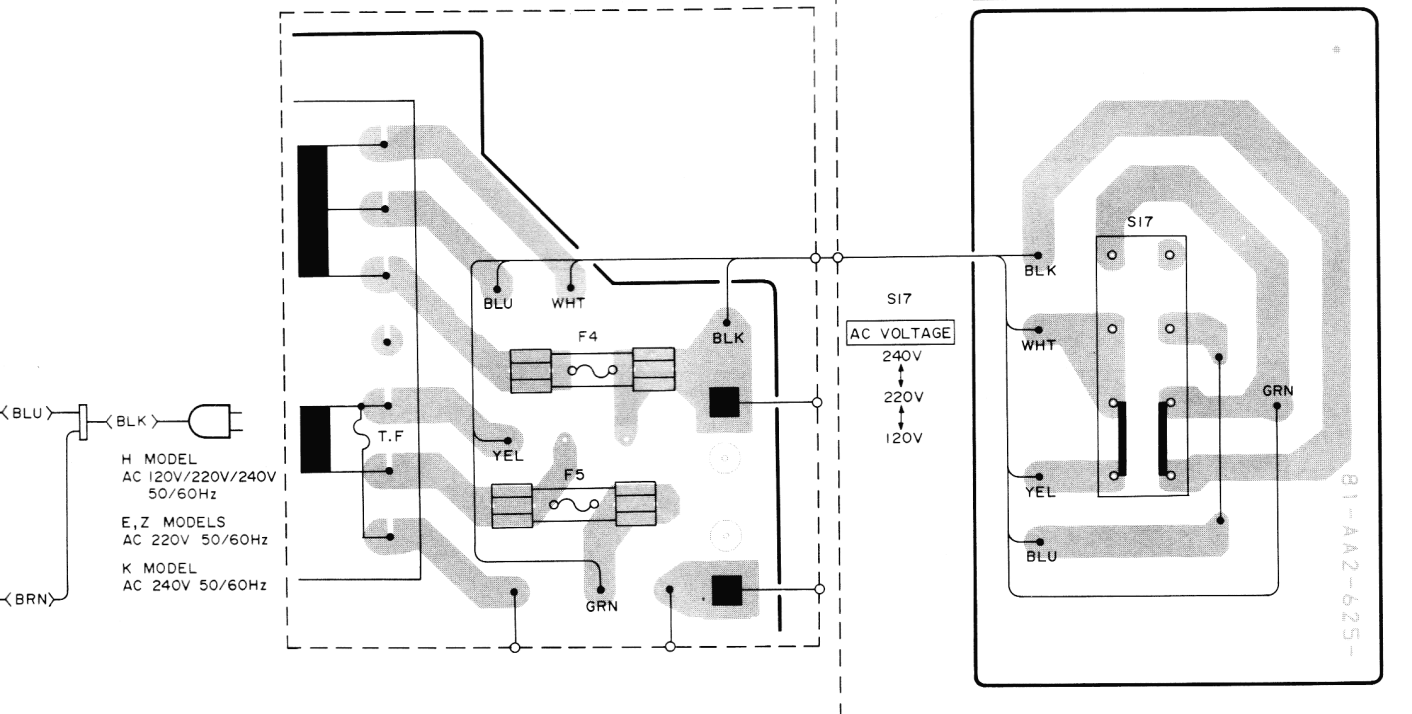 BLU
BLK
H MODEL
AC 120V/220V/240V
50/60Hz
E,Z MODELS
AC 220V 50/60Hz
K MODEL
AC 240V 50/60Hz
BRN
T.F
BLU
WHT
F4
BLK
YEL
F5
GRN
S17
AC VOLTAGE
240V
220V
120V
S17
BLK
WHT
GRN
YEL
BLU
81-AA2-625-